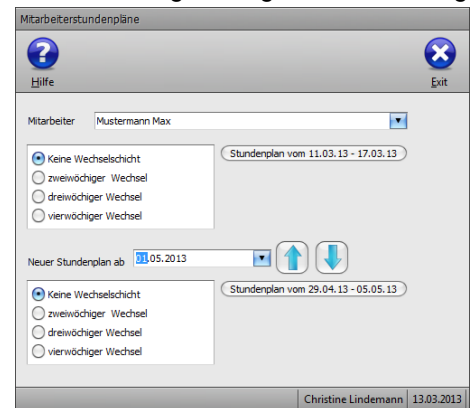 Mitarbeiterstundenpläne
Hilfe
Exit
Mitarbeiter Mustermann Max
Keine Wechselschicht
zweiwöchiger Wechsel
dreiwöchiger Wechsel
vierwöchiger Wechsel
Stundenplan vom 11.03.13 - 17.03.13
Neuer Stundenplan ab 01.05.2013
Keine Wechselschicht
zweiwöchiger Wechsel
dreiwöchiger Wechsel
vierwöchiger Wechsel
Stundenplan vom 29.04.13 - 05.05.13
Christine Lindemann 13.03.2013